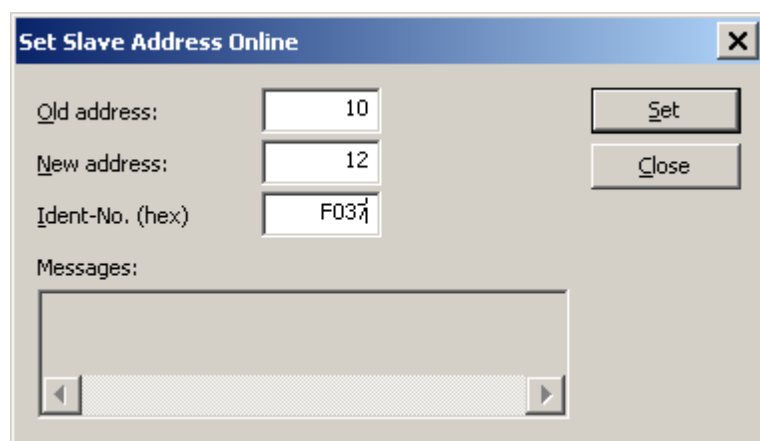 Set Slave Address Online
Old address: 10
Set
New address: 12
Close
Ident-No. (hex) F037
Messages: